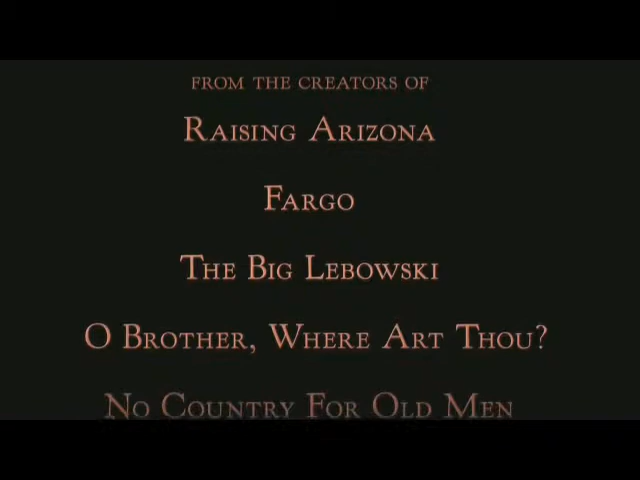 FROM THE CREATORS OF
RAISING ARIZONA
FARGO
THE BIG LEBOWSKI
O BROTHER, WHERE ART THOU?
NO COUNTRY FOR OLD MEN